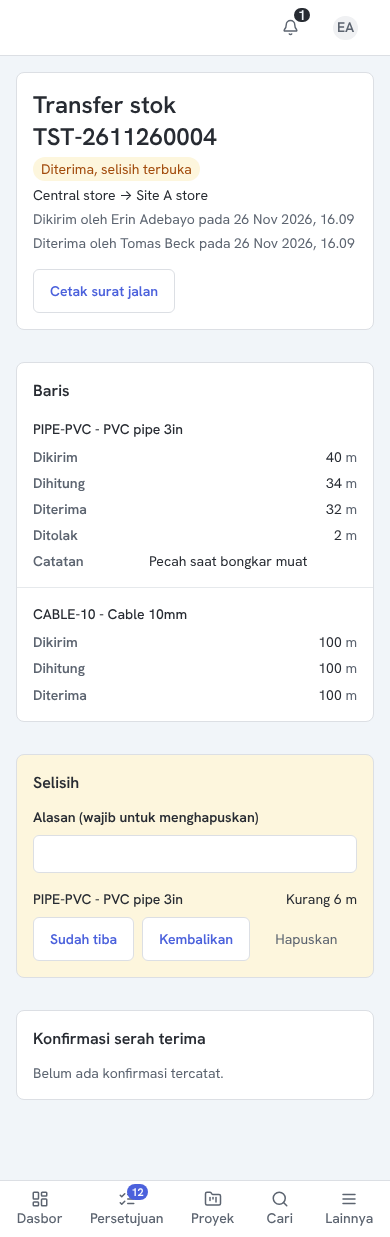 1
EA
Transfer stok
TST-2611260004
Diterima, selisih terbuka
Central store → Site A store
Dikirim oleh Erin Adebayo pada 26 Nov 2026, 16.09
Diterima oleh Tomas Beck pada 26 Nov 2026, 16.09
Cetak surat jalan
Baris
PIPE-PVC - PVC pipe 3in
Dikirim 40 m
Dihitung 34 m
Diterima 32 m
Ditolak 2 m
Catatan Pecah saat bongkar muat
CABLE-10 - Cable 10mm
Dikirim 100 m
Dihitung 100 m
Diterima 100 m
Selisih
Alasan (wajib untuk menghapuskan)
PIPE-PVC - PVC pipe 3in Kurang 6 m
Sudah tiba Kembalikan Hapuskan
Konfirmasi serah terima
Belum ada konfirmasi tercatat.
12
Dasbor Persetujuan Proyek Cari Lainnya